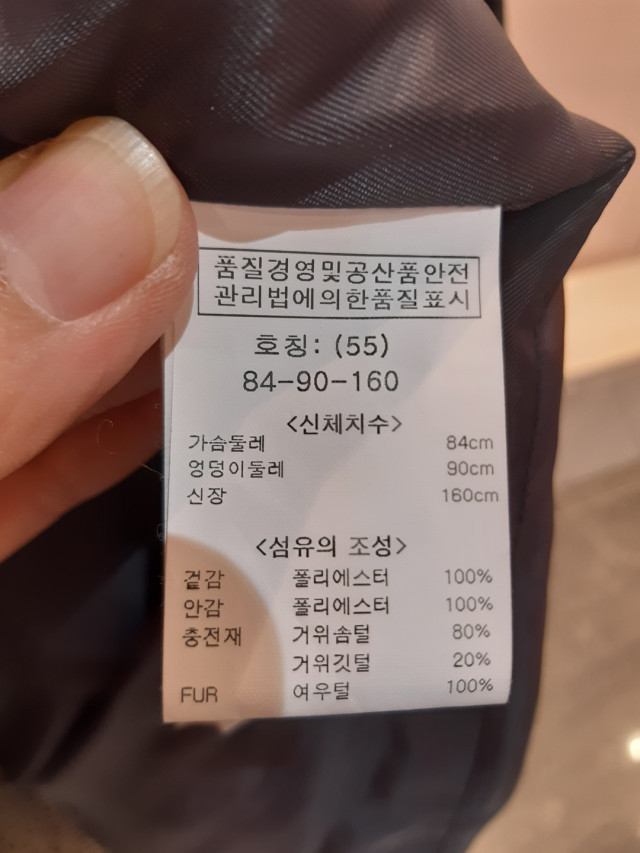 품질경영및공산품안전
관리법에의한품질표시
호칭: (55)
84-90-160
<신체치수>
가슴둘레 84cm
엉덩이둘레 90cm
신장 160cm
<섬유의 조성>
겉감 폴리에스터 100%
안감 폴리에스터 100%
충전재 거위솜털 80%
거위깃털 20%
FUR 여우털 100%